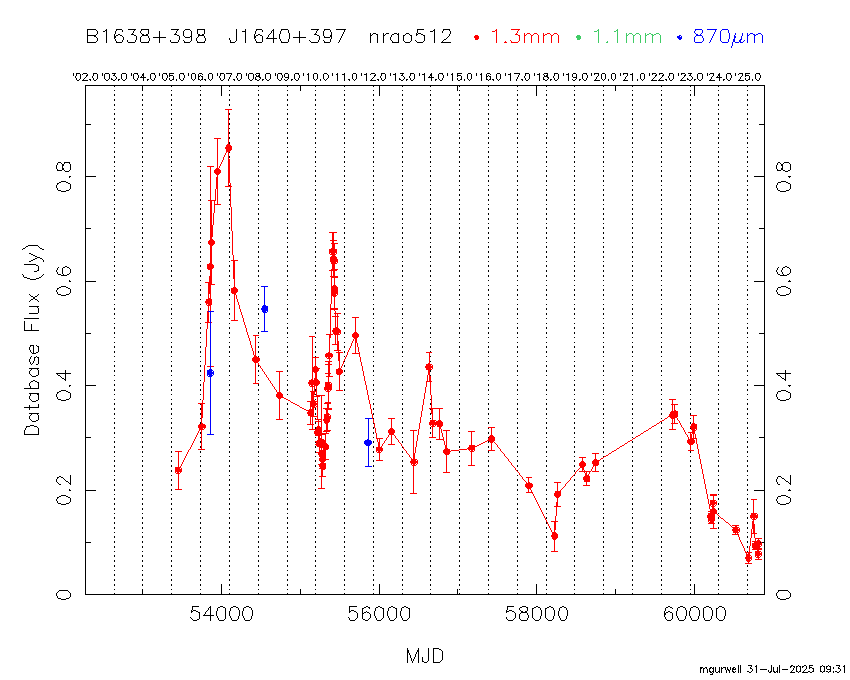 B1638+398 J1640+397 nrao512 1.3mm 1.1mm 870μm
'02.0 '03.0 '04.0 '05.0 '06.0 '07.0 '08.0 '09.0 '10.0 '11.0 '12.0 '13.0 '14.0 '15.0 '16.0 '17.0 '18.0 '19.0 '20.0 '21.0 '22.0 '23.0 '24.0 '25.0
0.8 0.8
0.6 0.6
Database Flux (Jy)
0.4 0.4
0.2 0.2
0 0
54000 56000 58000 60000
MJD
mgurwell 31-Jul-2025 09:31